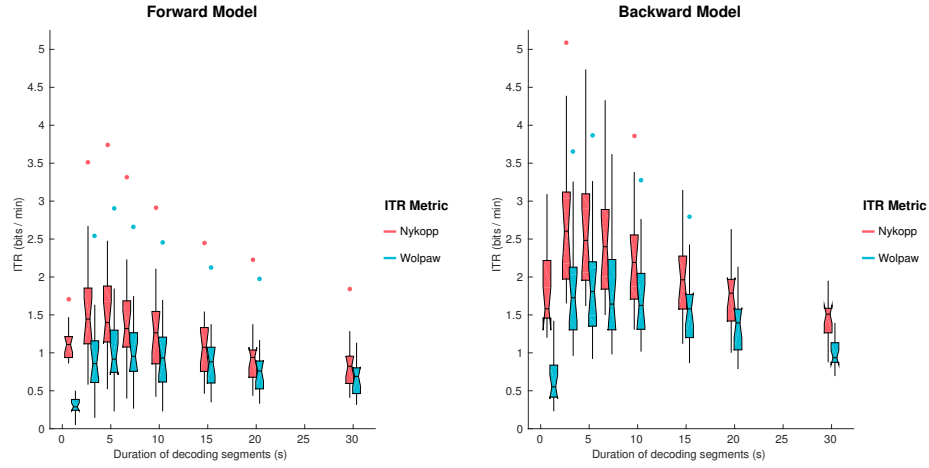 Forward Model
5
4.5
4
3.5
3
2.5
2
1.5
1
0.5
0
ITR (bits / min)
0 5 10 15 20 25 30
Duration of decoding segments (s)
ITR Metric
Nykopp
Wolpaw
Backward Model
5
4.5
4
3.5
3
2.5
2
1.5
1
0.5
0
ITR (bits / min)
0 5 10 15 20 25 30
Duration of decoding segments (s)
ITR Metric
Nykopp
Wolpaw